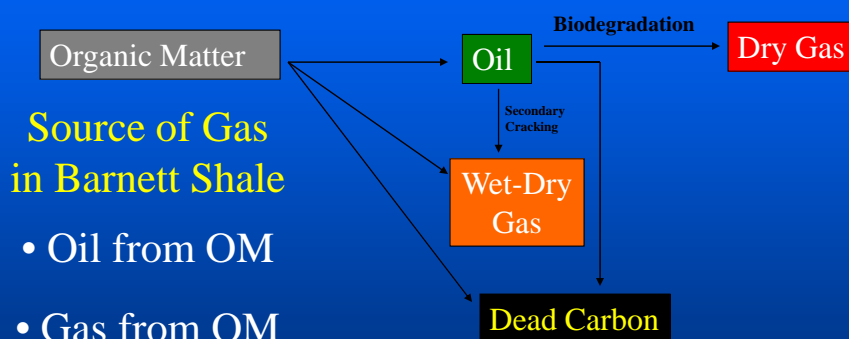 Biodegradation
Organic Matter
Oil
Dry Gas
Secondary
Cracking
Source of Gas
in Barnett Shale
Wet-Dry
Gas
• Oil from OM
• Gas from OM
Dead Carbon